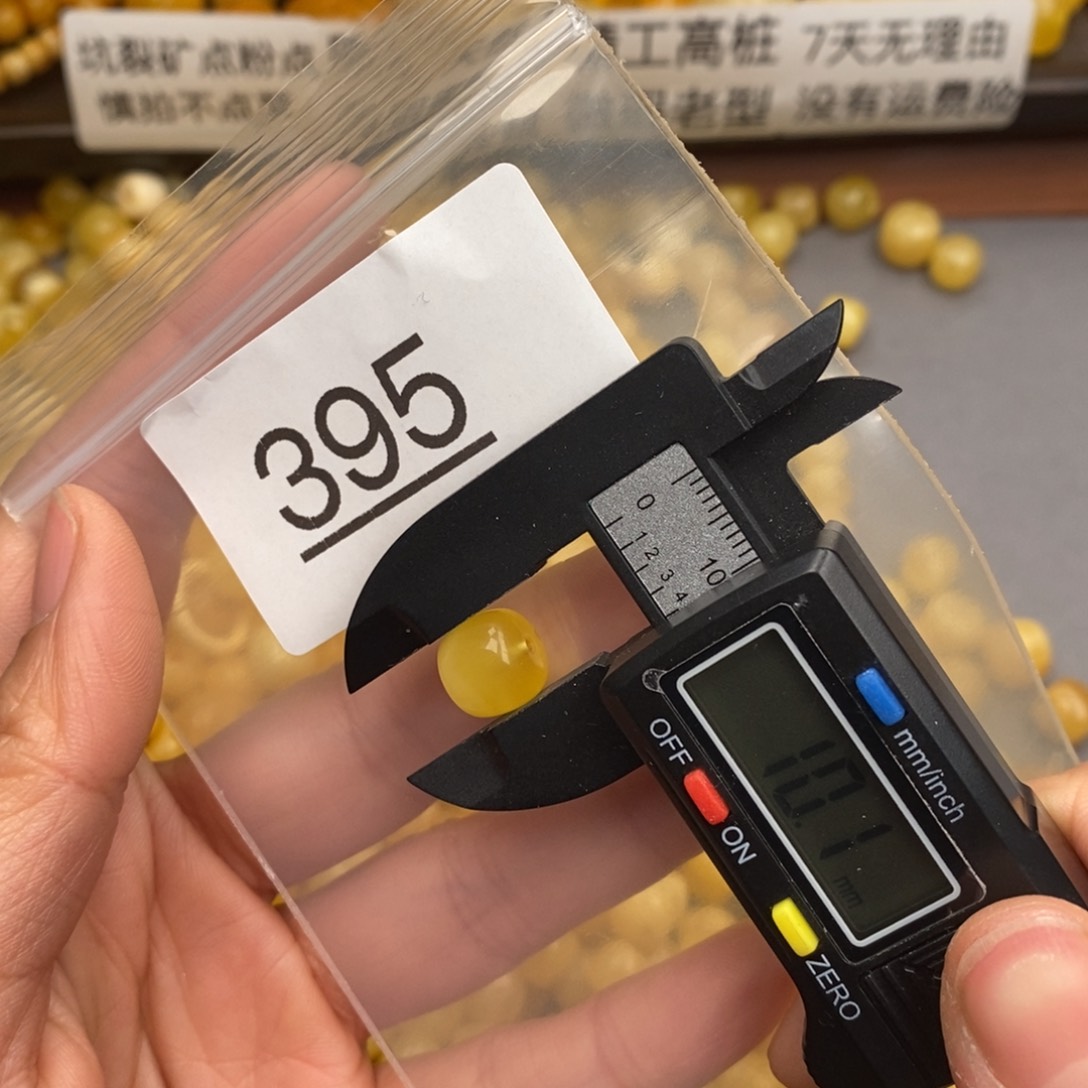 坑裂矿点粉点
慎拍不点
工高桩 7天无理由
老型 没有运费险
395
0
10
1 2 3 4
mm/inch
OFF
ON
10.1
mm
ZERO